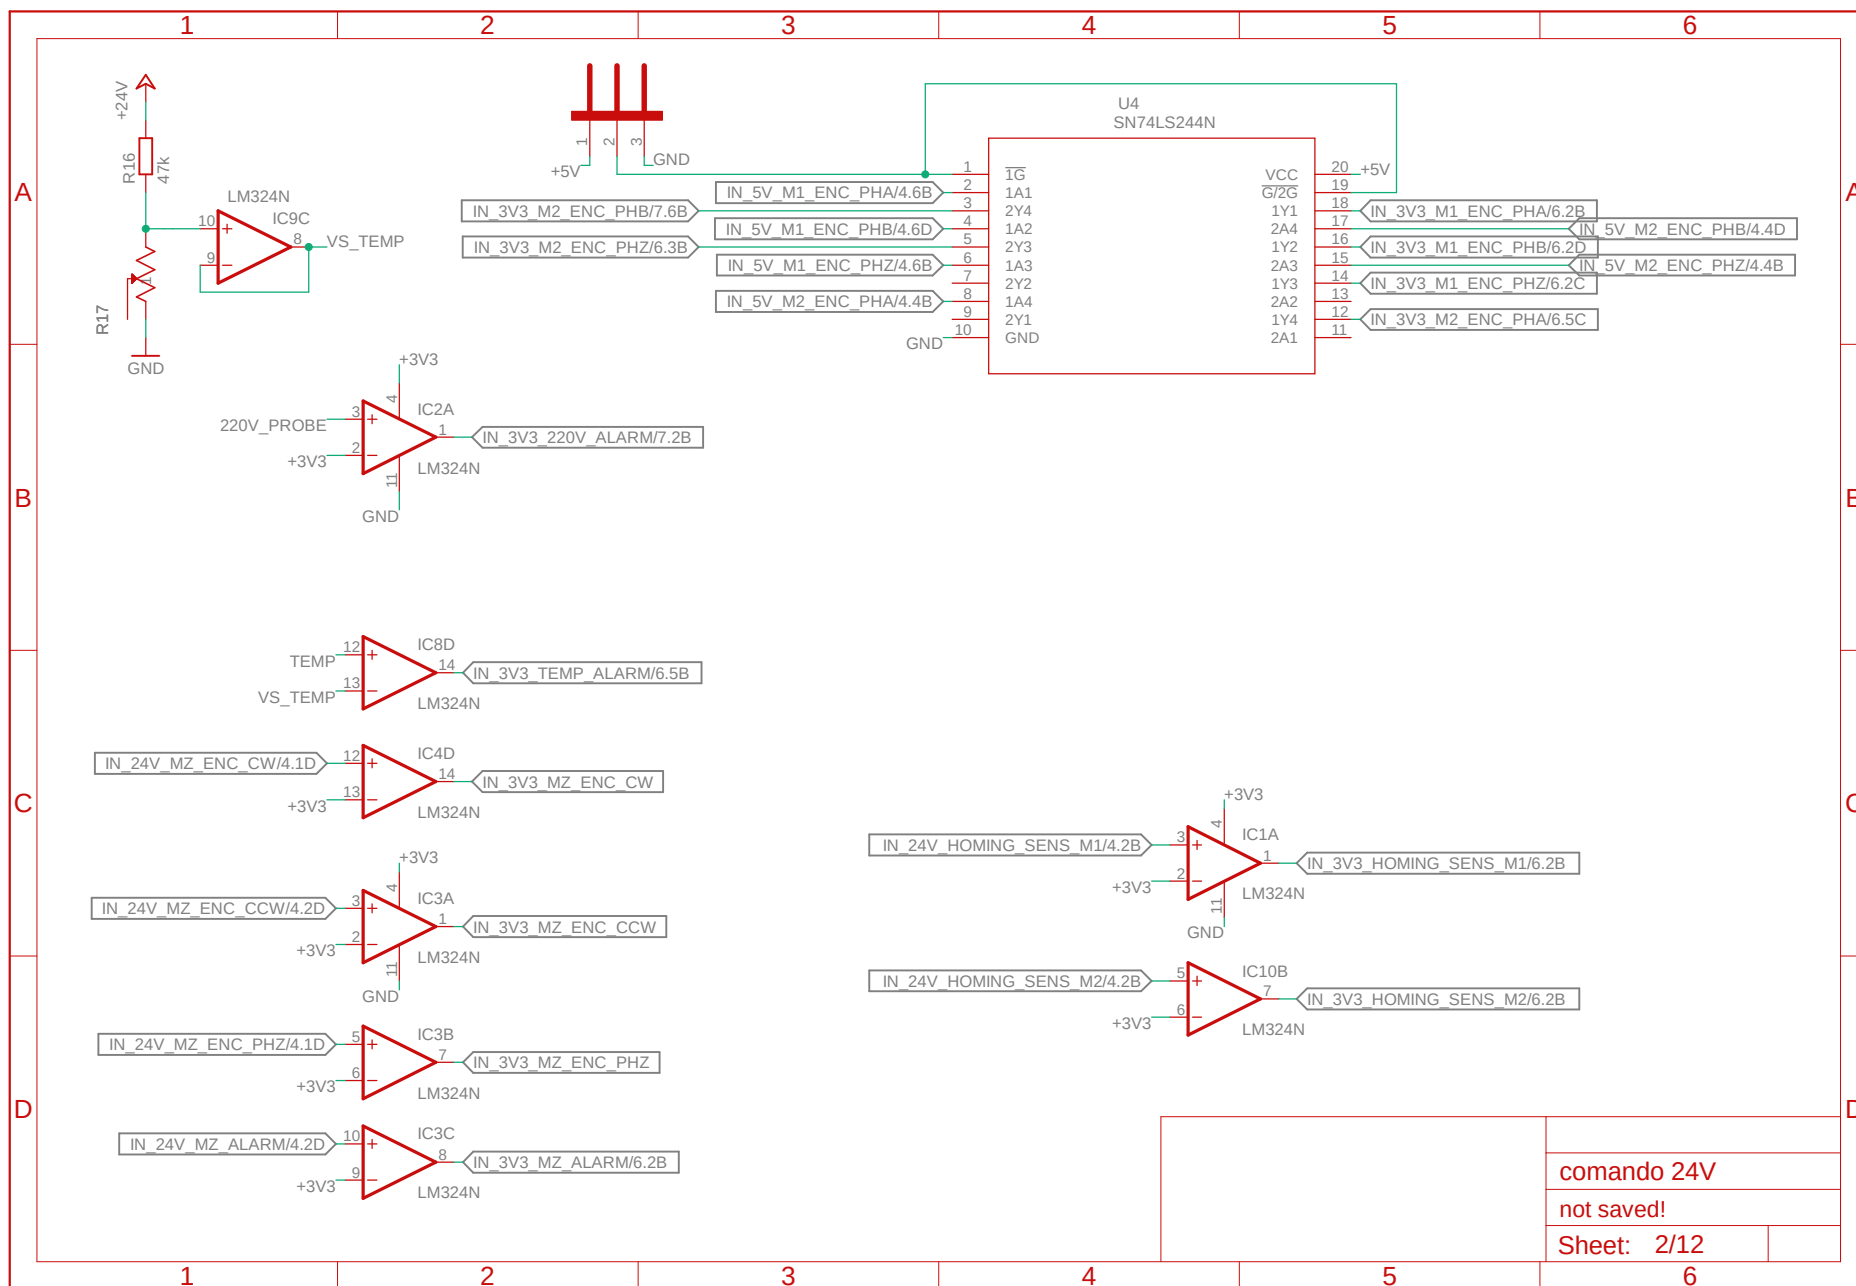 1 2 3 4 5 6
A A
B B
C C
D D
+24V
R16
47k
R17
1
GND
LM324N
IC9C
10
+
9
−
8
VS_TEMP
1
2
3
+5V
GND
U4
SN74LS244N
1 1G
2 1A1
3 2Y4
4 1A2
5 2Y3
6 1A3
7 2Y2
8 1A4
9 2Y1
10 GND
VCC 20
G/2G 19
1Y1 18
2A4 17
1Y2 16
2A3 15
1Y3 14
2A2 13
1Y4 12
2A1 11
+5V
GND
IN_5V_M1_ENC_PHA/4.6B
IN_3V3_M2_ENC_PHB/7.6B
IN_5V_M1_ENC_PHB/4.6D
IN_3V3_M2_ENC_PHZ/6.3B
IN_5V_M1_ENC_PHZ/4.6B
IN_5V_M2_ENC_PHA/4.4B
IN_3V3_M1_ENC_PHA/6.2B
IN_5V_M2_ENC_PHB/4.4D
IN_3V3_M1_ENC_PHB/6.2D
IN_5V_M2_ENC_PHZ/4.4B
IN_3V3_M1_ENC_PHZ/6.2C
IN_3V3_M2_ENC_PHA/6.5C
+3V3
4
IC2A
220V_PROBE 3 +
1 IN_3V3_220V_ALARM/7.2B
+3V3 2 −
LM324N
11
GND
IC8D
TEMP 12 +
14 IN_3V3_TEMP_ALARM/6.5B
VS_TEMP 13 −
LM324N
IC4D
IN_24V_MZ_ENC_CW/4.1D 12 +
14 IN_3V3_MZ_ENC_CW
+3V3 13 −
LM324N
+3V3
4
IC3A
IN_24V_MZ_ENC_CCW/4.2D 3 +
1 IN_3V3_MZ_ENC_CCW
+3V3 2 −
LM324N
11
GND
IC3B
IN_24V_MZ_ENC_PHZ/4.1D 5 +
7 IN_3V3_MZ_ENC_PHZ
+3V3 6 −
LM324N
IC3C
IN_24V_MZ_ALARM/4.2D 10 +
8 IN_3V3_MZ_ALARM/6.2B
+3V3 9 −
LM324N
+3V3
4
IC1A
IN_24V_HOMING_SENS_M1/4.2B 3 +
1 IN_3V3_HOMING_SENS_M1/6.2B
+3V3 2 −
LM324N
11
GND
IC10B
IN_24V_HOMING_SENS_M2/4.2B 5 +
7 IN_3V3_HOMING_SENS_M2/6.2B
+3V3 6 −
LM324N
comando 24V
not saved!
Sheet: 2/12
1 2 3 4 5 6